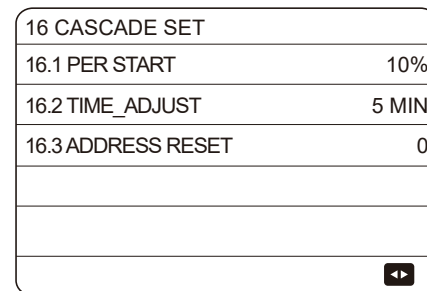 16 CASCADE SET
16.1 PER START 10%
16.2 TIME_ADJUST 5 MIN
16.3 ADDRESS RESET 0